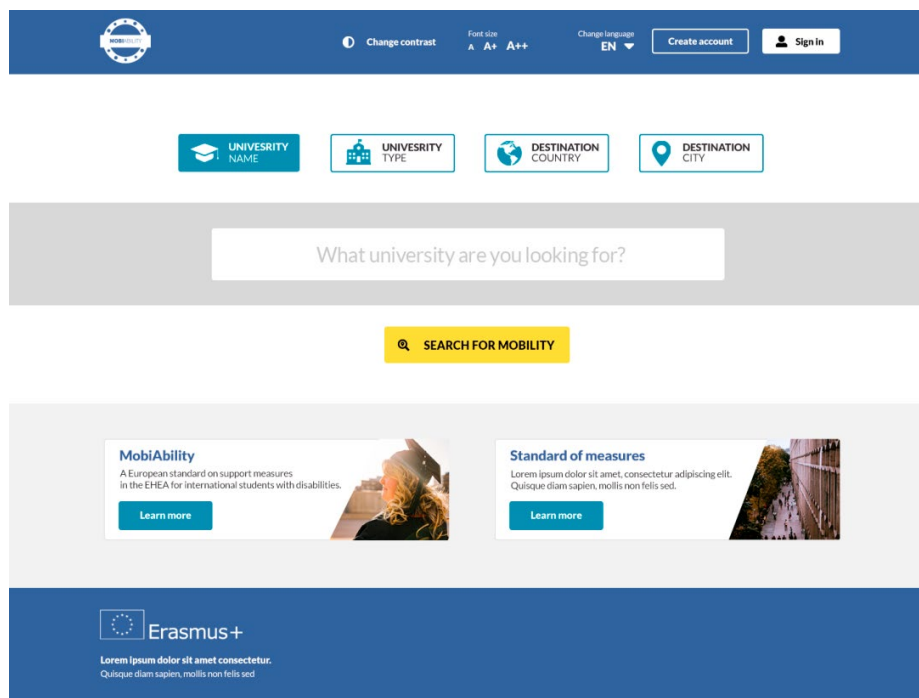 MOBIABILITY
Change contrast
Font size
A A+ A++
Change language
EN
Create account
Sign in
UNIVESRITY
NAME
UNIVESRITY
TYPE
DESTINATION
COUNTRY
DESTINATION
CITY
What university are you looking for?
SEARCH FOR MOBILITY
MobiAbility
A European standard on support measures
in the EHEA for international students with disabilities.
Learn more
Standard of measures
Lorem ipsum dolor sit amet, consectetur adipiscing elit.
Quisque diam sapien, mollis non felis sed.
Learn more
Erasmus+
Lorem ipsum dolor sit amet consectetur.
Quisque diam sapien, mollis non felis sed